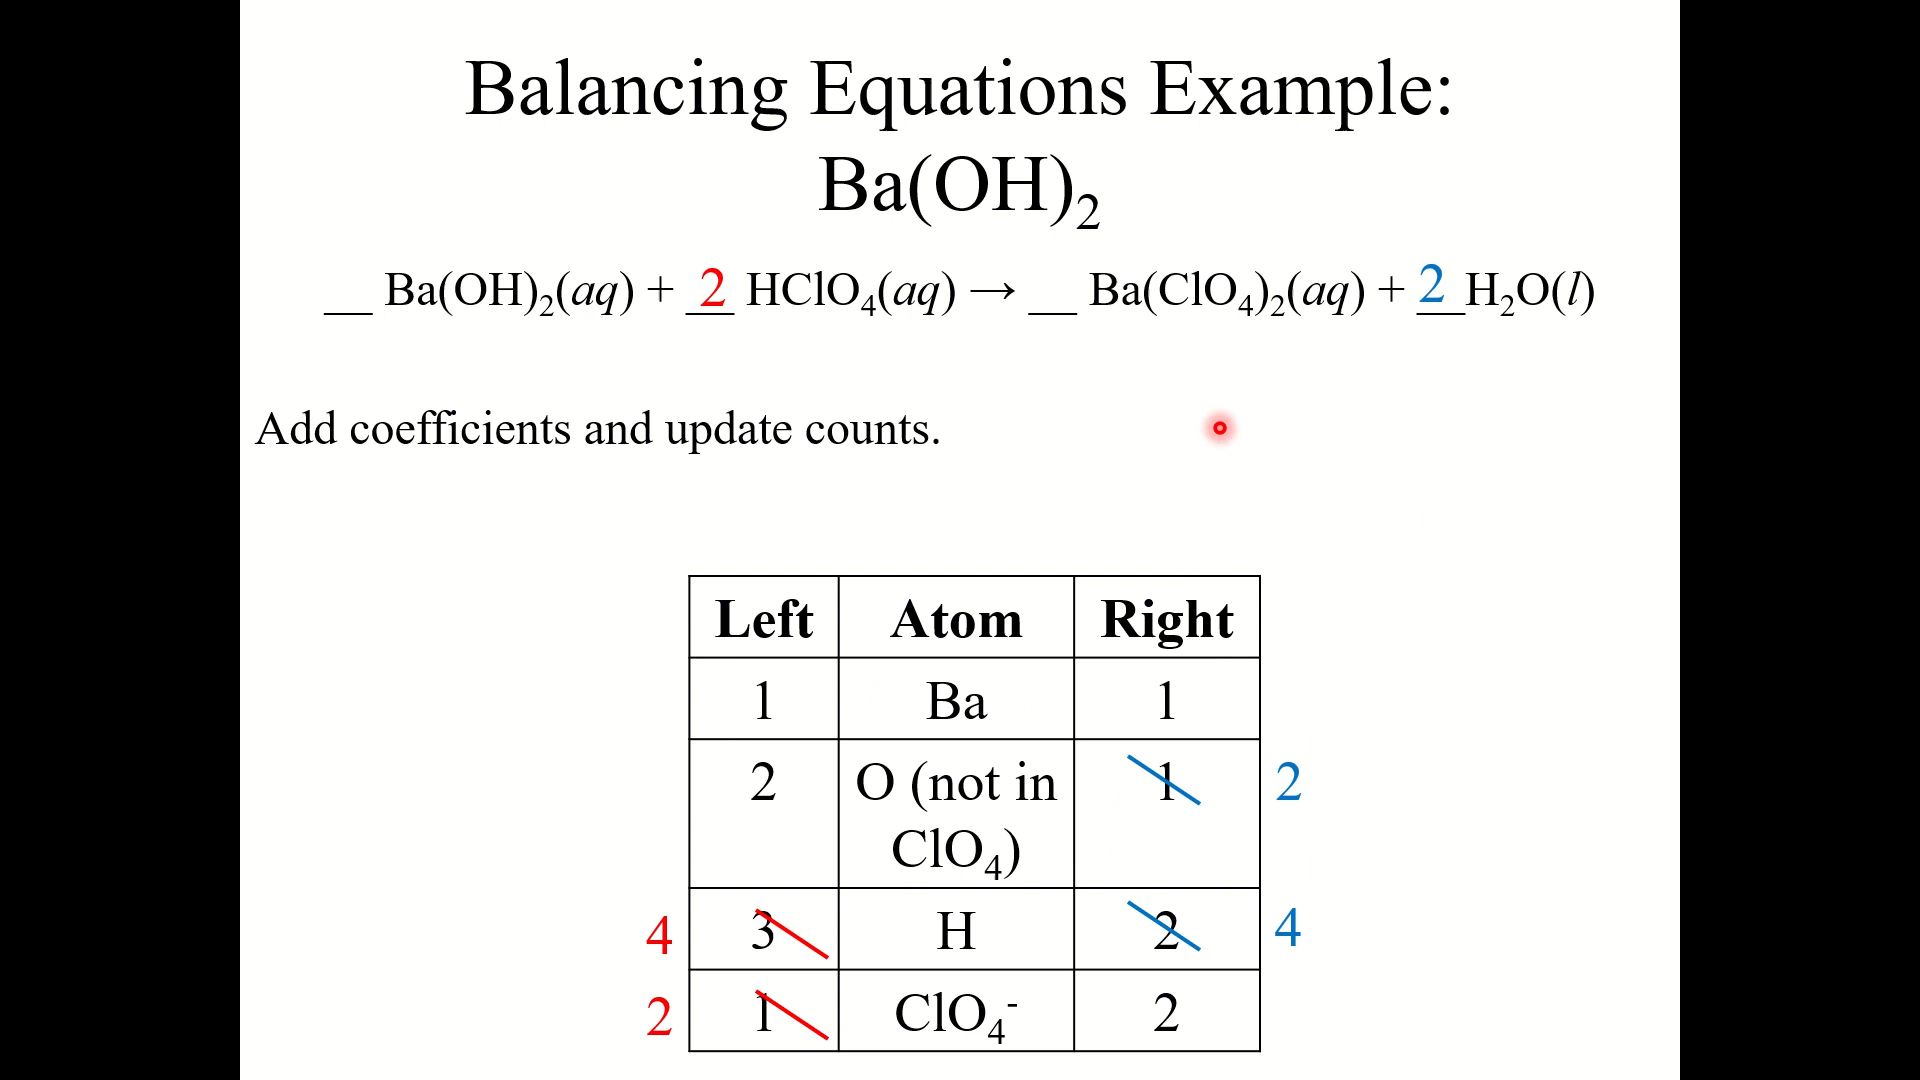 Balancing Equations Example:
Ba(OH)₂
__ Ba(OH)₂(aq) + 2 HClO₄(aq) → __ Ba(ClO₄)₂(aq) + 2 H₂O(l)
Add coefficients and update counts.
Left Atom Right
1 Ba 1
2 O (not in 1 2
ClO₄)
4 3 H 2 4
2 1 ClO₄⁻ 2